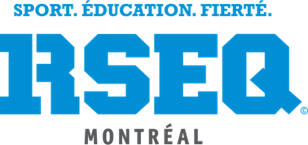 SPORT. ÉDUCATION. FIERTÉ.
RSEQ
©
MONTRÉAL